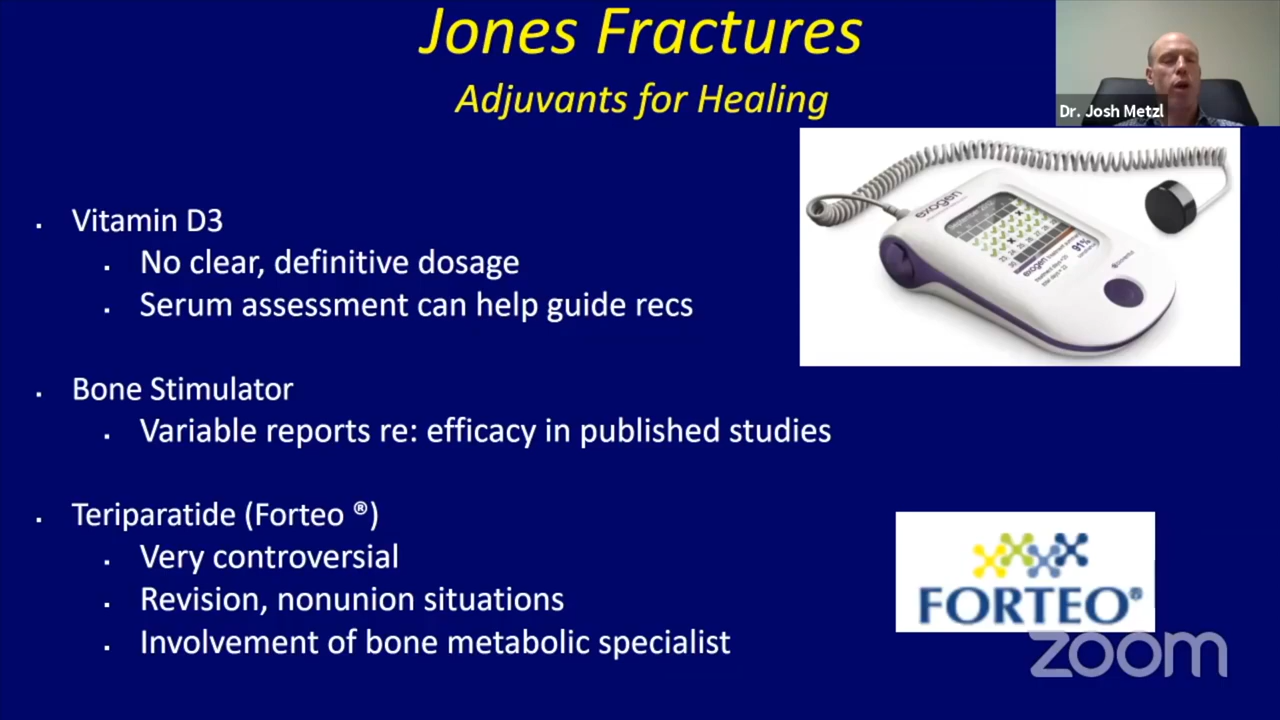 Jones Fractures
Adjuvants for Healing
Dr. Josh Metzl
exogen
91%
Vitamin D3
No clear, definitive dosage
Serum assessment can help guide recs
Bone Stimulator
Variable reports re: efficacy in published studies
Teriparatide (Forteo ®)
Very controversial
Revision, nonunion situations
Involvement of bone metabolic specialist
FORTEO®
zoom